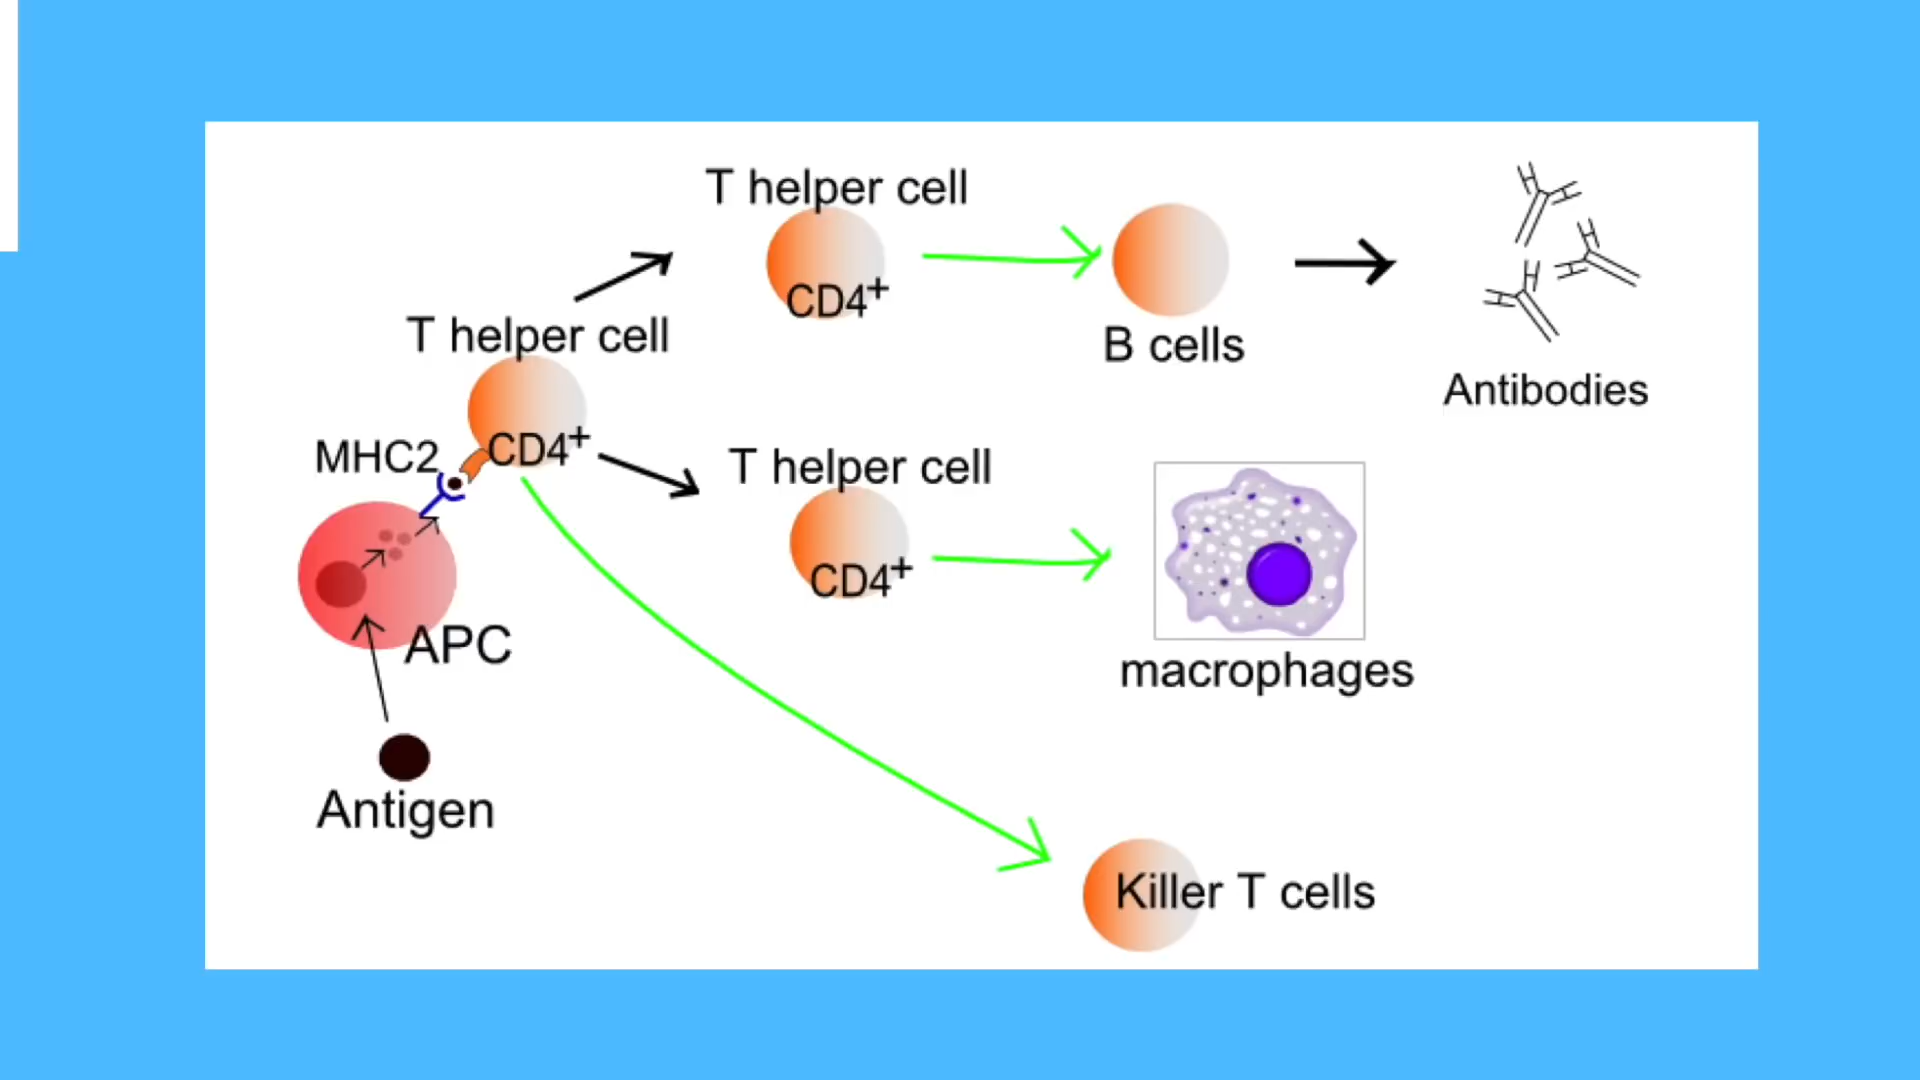 T helper cell
CD4+
B cells
Antibodies
T helper cell
CD4+
MHC2
T helper cell
CD4+
macrophages
APC
Antigen
Killer T cells